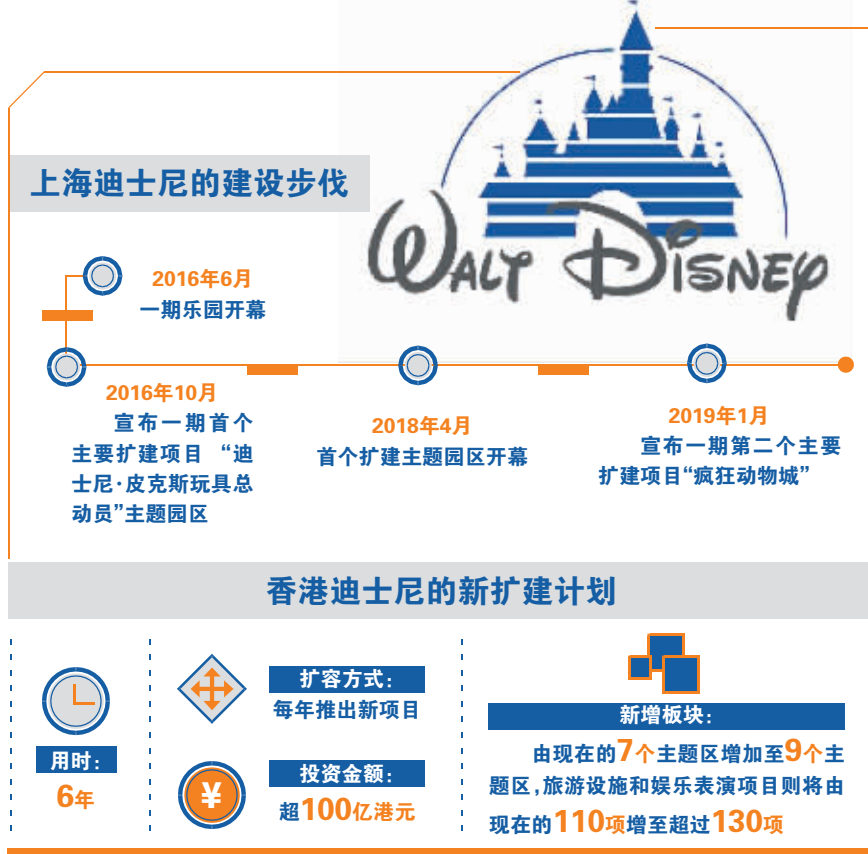 WALT DISNEY
上海迪士尼的建设步伐
2016年6月
一期乐园开幕
2016年10月
宣布一期首个
主要扩建项目 “迪
士尼·皮克斯玩具总
动员”主题园区
2018年4月
首个扩建主题园区开幕
2019年1月
宣布一期第二个主要
扩建项目“疯狂动物城”
香港迪士尼的新扩建计划
用时:
6年
扩容方式:
每年推出新项目
¥
投资金额:
超100亿港元
新增板块:
由现在的7个主题区增加至9个主
题区,旅游设施和娱乐表演项目则将由
现在的110项增至超过130项